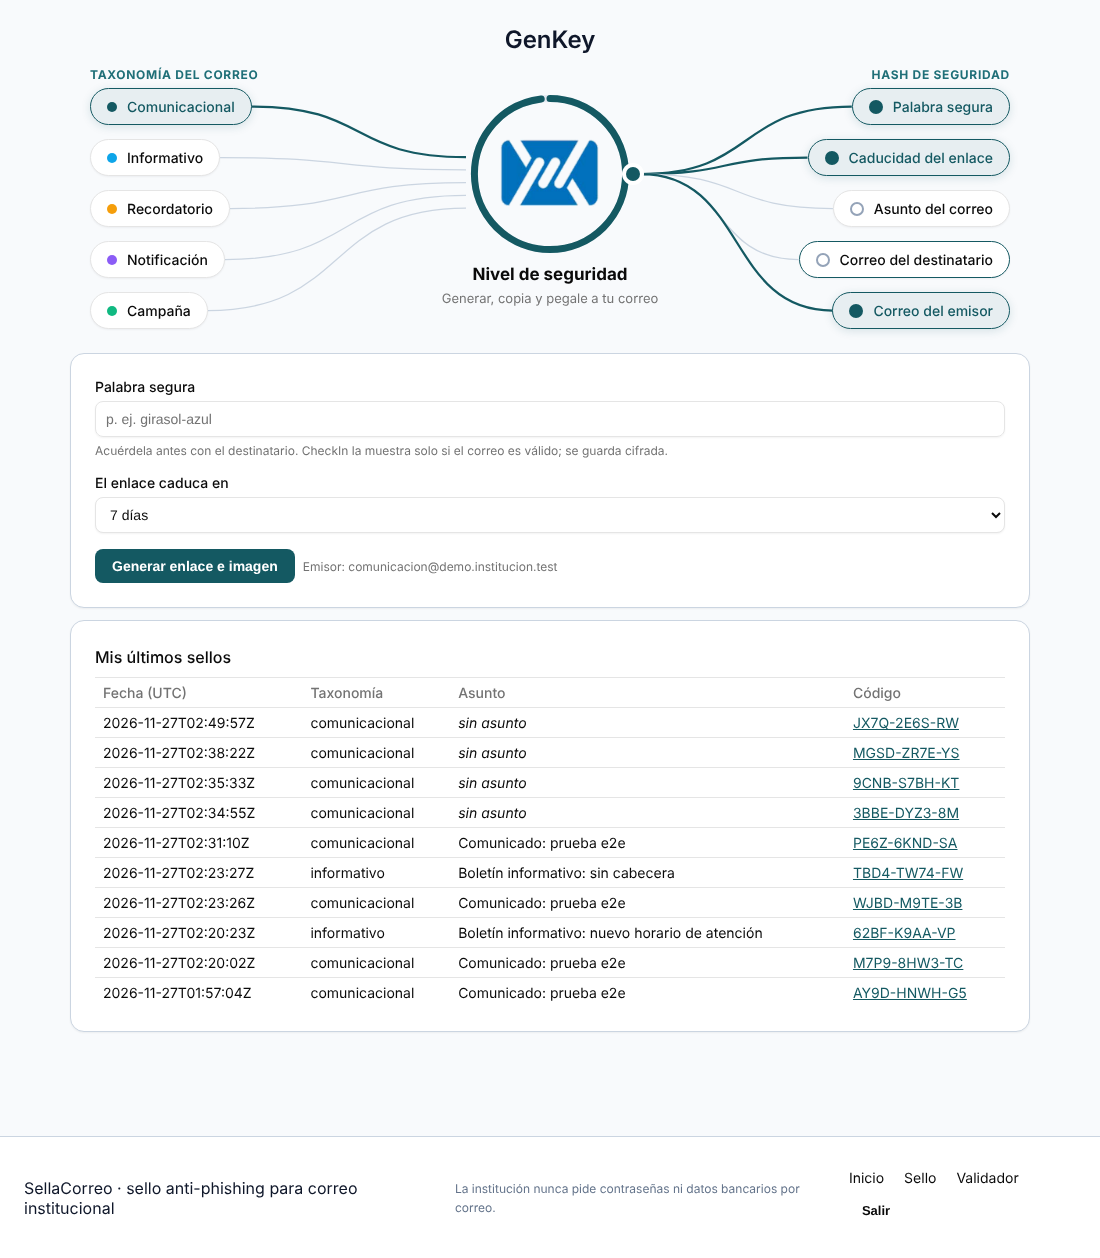 GenKey
TAXONOMÍA DEL CORREO
Comunicacional
Informativo
Recordatorio
Notificación
Campaña
Nivel de seguridad
Generar, copia y pegale a tu correo
HASH DE SEGURIDAD
Palabra segura
Caducidad del enlace
Asunto del correo
Correo del destinatario
Correo del emisor
Palabra segura
p. ej. girasol-azul
Acuérdela antes con el destinatario. CheckIn la muestra solo si el correo es válido; se guarda cifrada.
El enlace caduca en
7 días
Generar enlace e imagen Emisor: comunicacion@demo.institucion.test
Mis últimos sellos
Fecha (UTC) Taxonomía Asunto Código
2026-11-27T02:49:57Z comunicacional sin asunto JX7Q-2E6S-RW
2026-11-27T02:38:22Z comunicacional sin asunto MGSD-ZR7E-YS
2026-11-27T02:35:33Z comunicacional sin asunto 9CNB-S7BH-KT
2026-11-27T02:34:55Z comunicacional sin asunto 3BBE-DYZ3-8M
2026-11-27T02:31:10Z comunicacional Comunicado: prueba e2e PE6Z-6KND-SA
2026-11-27T02:23:27Z informativo Boletín informativo: sin cabecera TBD4-TW74-FW
2026-11-27T02:23:26Z comunicacional Comunicado: prueba e2e WJBD-M9TE-3B
2026-11-27T02:20:23Z informativo Boletín informativo: nuevo horario de atención 62BF-K9AA-VP
2026-11-27T02:20:02Z comunicacional Comunicado: prueba e2e M7P9-8HW3-TC
2026-11-27T01:57:04Z comunicacional Comunicado: prueba e2e AY9D-HNWH-G5
SellaCorreo · sello anti-phishing para correo
institucional
La institución nunca pide contraseñas ni datos bancarios por
correo.
Inicio Sello Validador
Salir